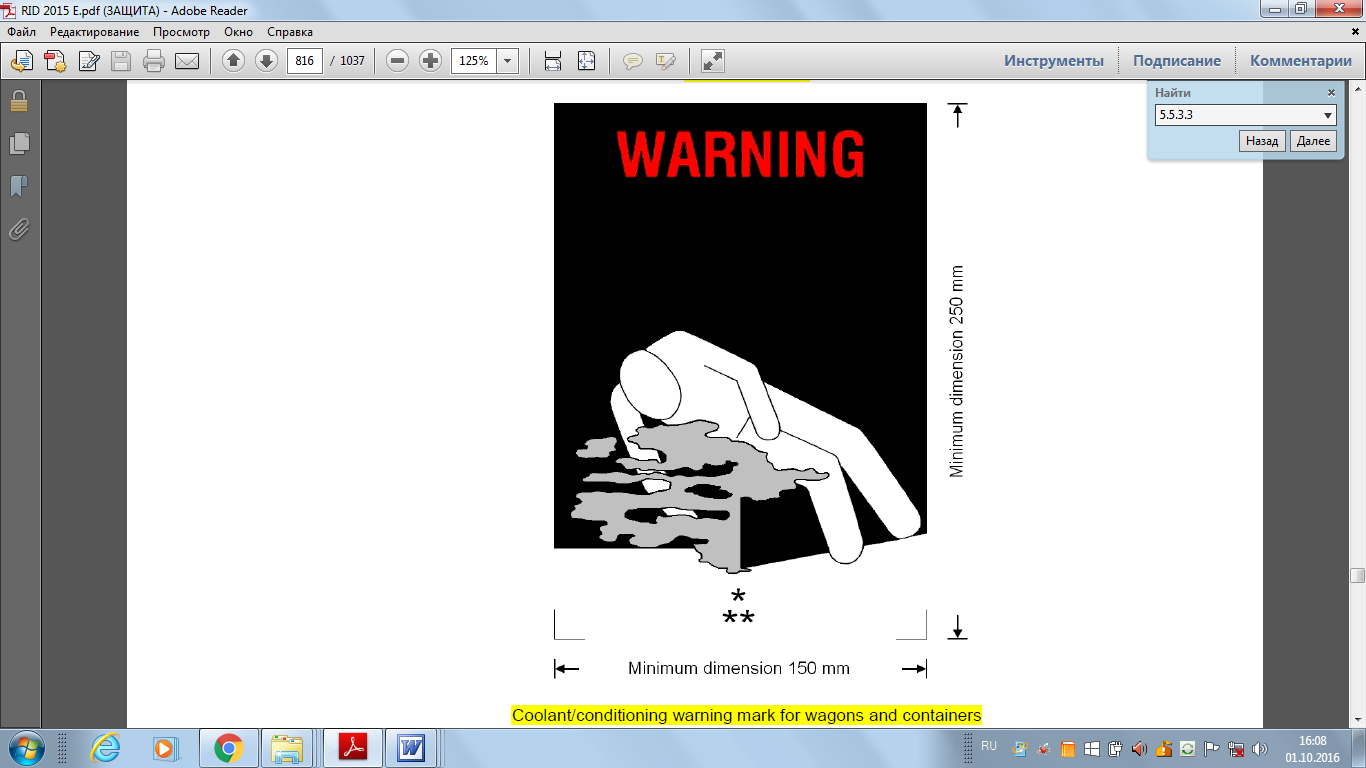 RID 2015 E.pdf (ЗАЩИТА) - Adobe Reader
Файл Редактирование Просмотр Окно Справка
816 / 1037 125% Инструменты Подписание Комментарии
Найти
5.5.3.3
Назад Далее
WARNING
Minimum dimension 250 mm
*
**
Minimum dimension 150 mm
Coolant/conditioning warning mark for wagons and containers
RU 16:08
01.10.2016